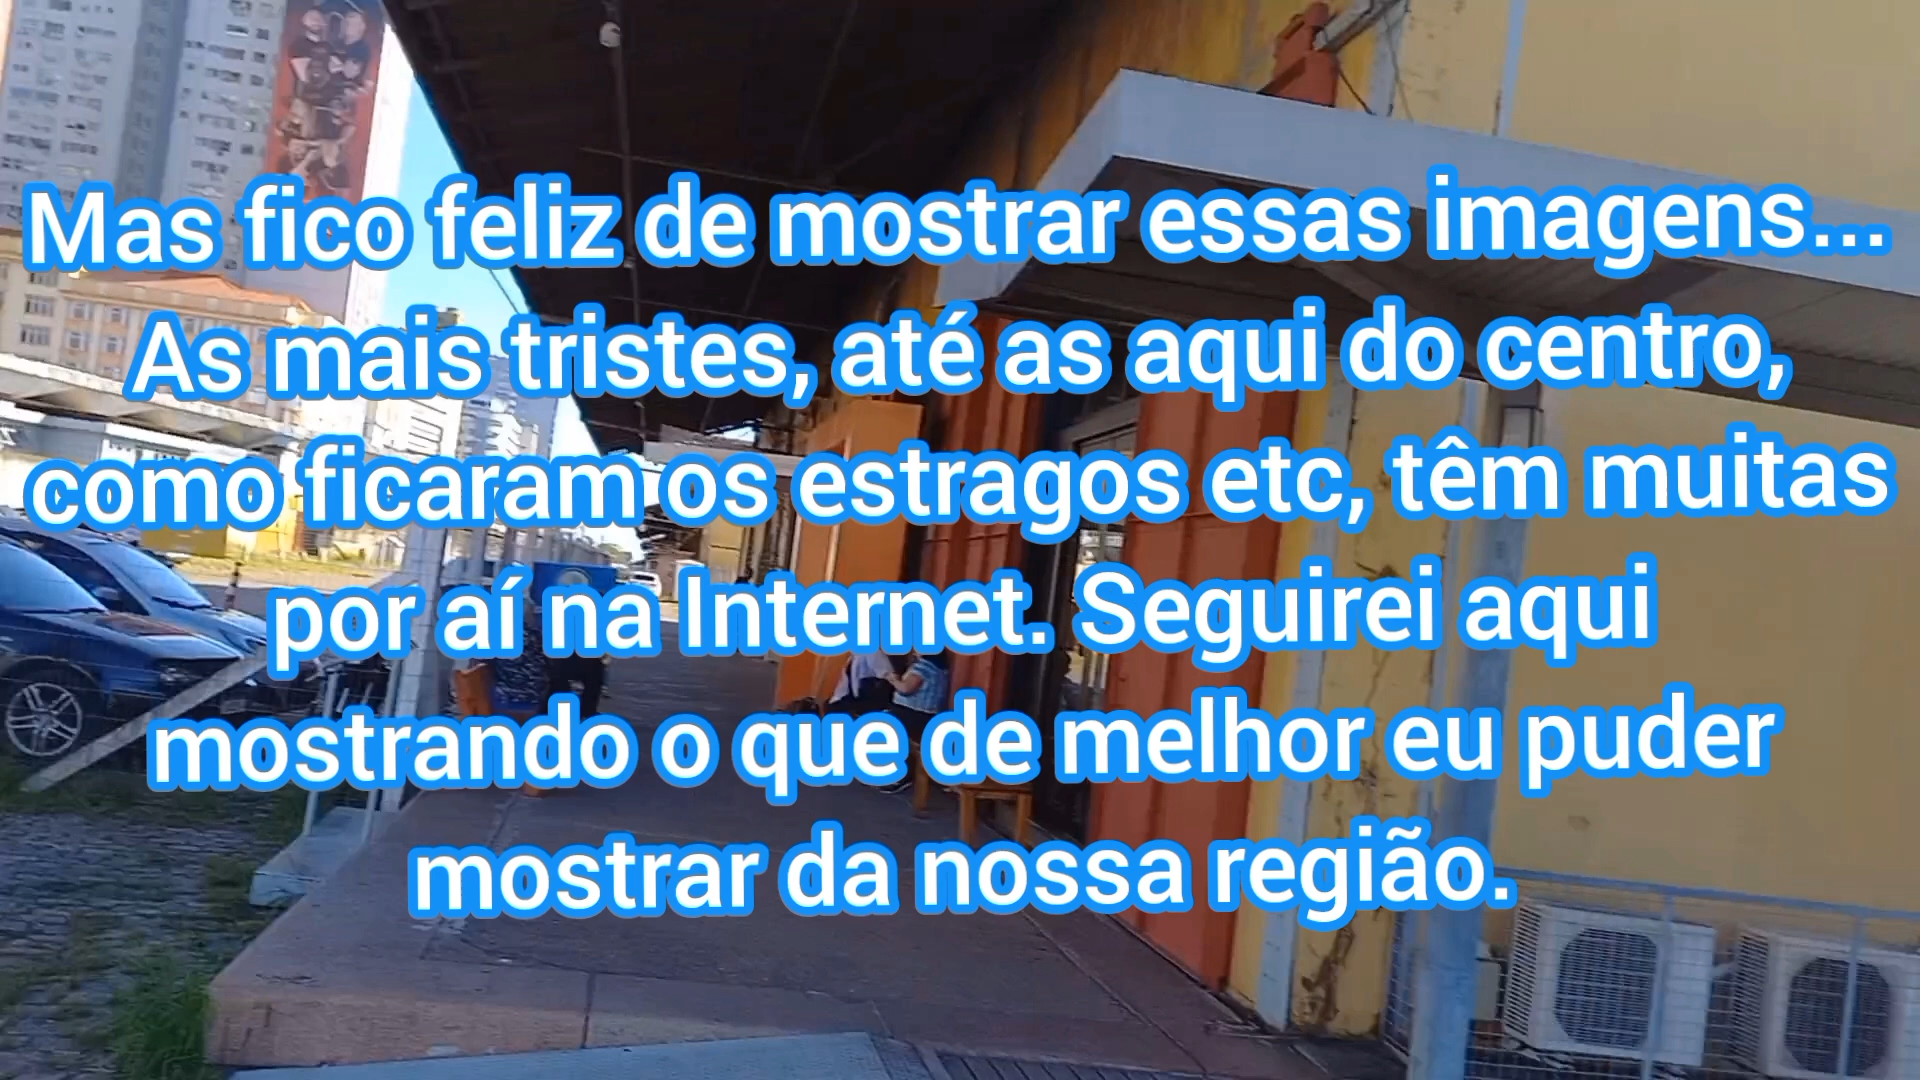 Mas fico feliz de mostrar essas imagens...
As mais tristes, até as aqui do centro,
como ficaram os estragos etc, têm muitas
por aí na Internet. Seguirei aqui
mostrando o que de melhor eu puder
mostrar da nossa região.